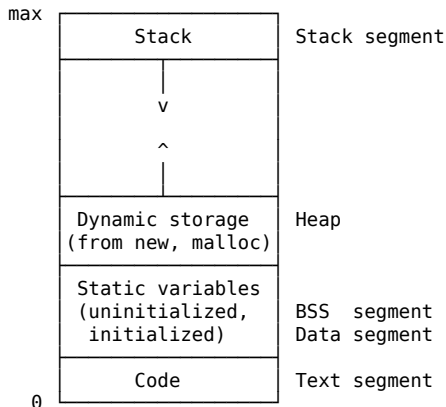 max
Stack Stack segment
v
^
Dynamic storage Heap
(from new, malloc)
Static variables
(uninitialized, BSS segment
initialized) Data segment
Code Text segment
0